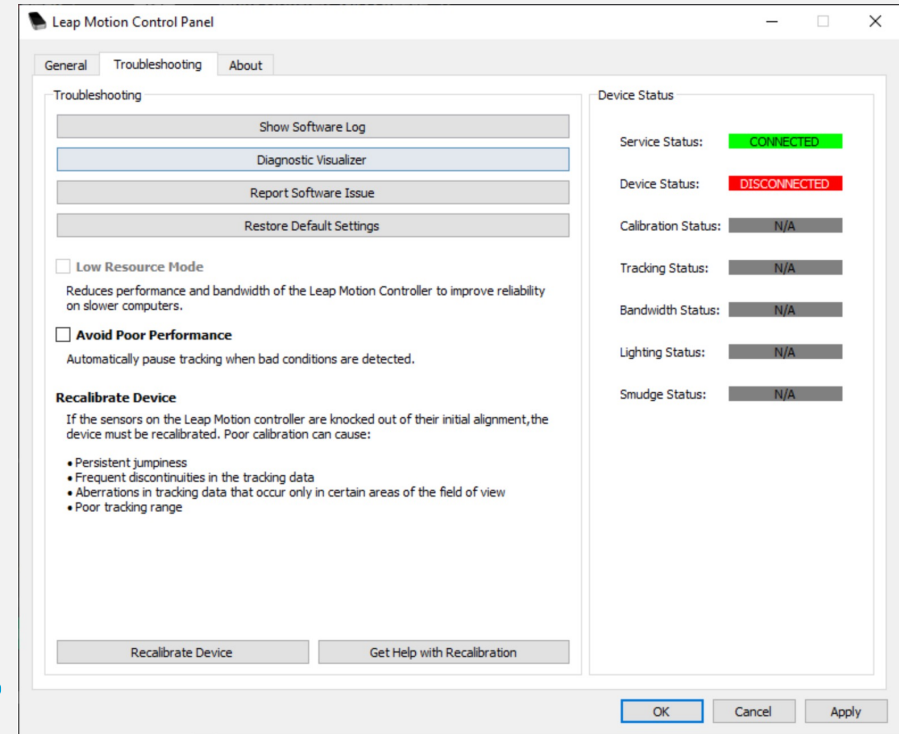 Leap Motion Control Panel
General
Troubleshooting
About
Troubleshooting
Show Software Log
Diagnostic Visualizer
Report Software Issue
Restore Default Settings
Low Resource Mode
Reduces performance and bandwidth of the Leap Motion Controller to improve reliability
on slower computers.
Avoid Poor Performance
Automatically pause tracking when bad conditions are detected.
Recalibrate Device
If the sensors on the Leap Motion controller are knocked out of their initial alignment,the
device must be recalibrated. Poor calibration can cause:
• Persistent jumpiness
• Frequent discontinuities in the tracking data
• Aberrations in tracking data that occur only in certain areas of the field of view
• Poor tracking range
Recalibrate Device
Get Help with Recalibration
Device Status
Service Status: CONNECTED
Device Status: DISCONNECTED
Calibration Status: N/A
Tracking Status: N/A
Bandwidth Status: N/A
Lighting Status: N/A
Smudge Status: N/A
OK
Cancel
Apply